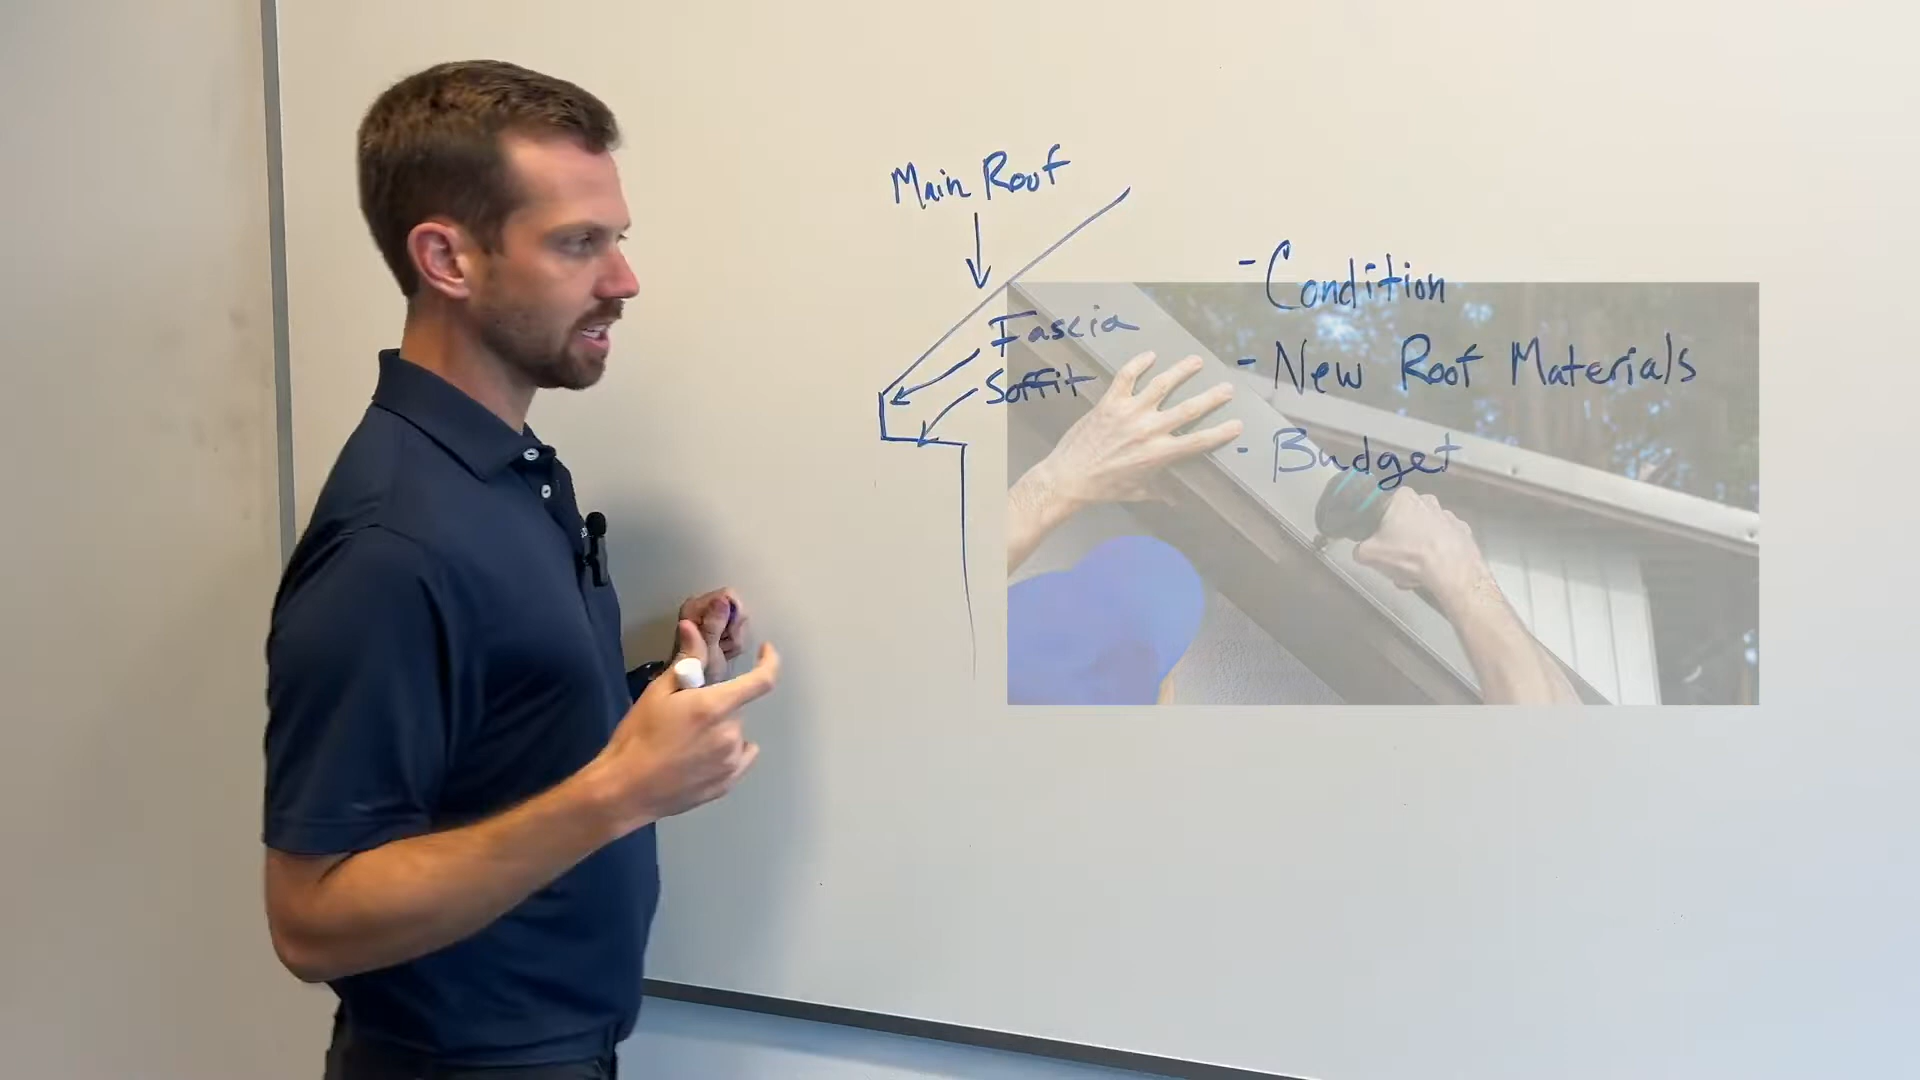 Main Roof
Fascia
Soffit
- Condition
- New Roof Materials
- Budget